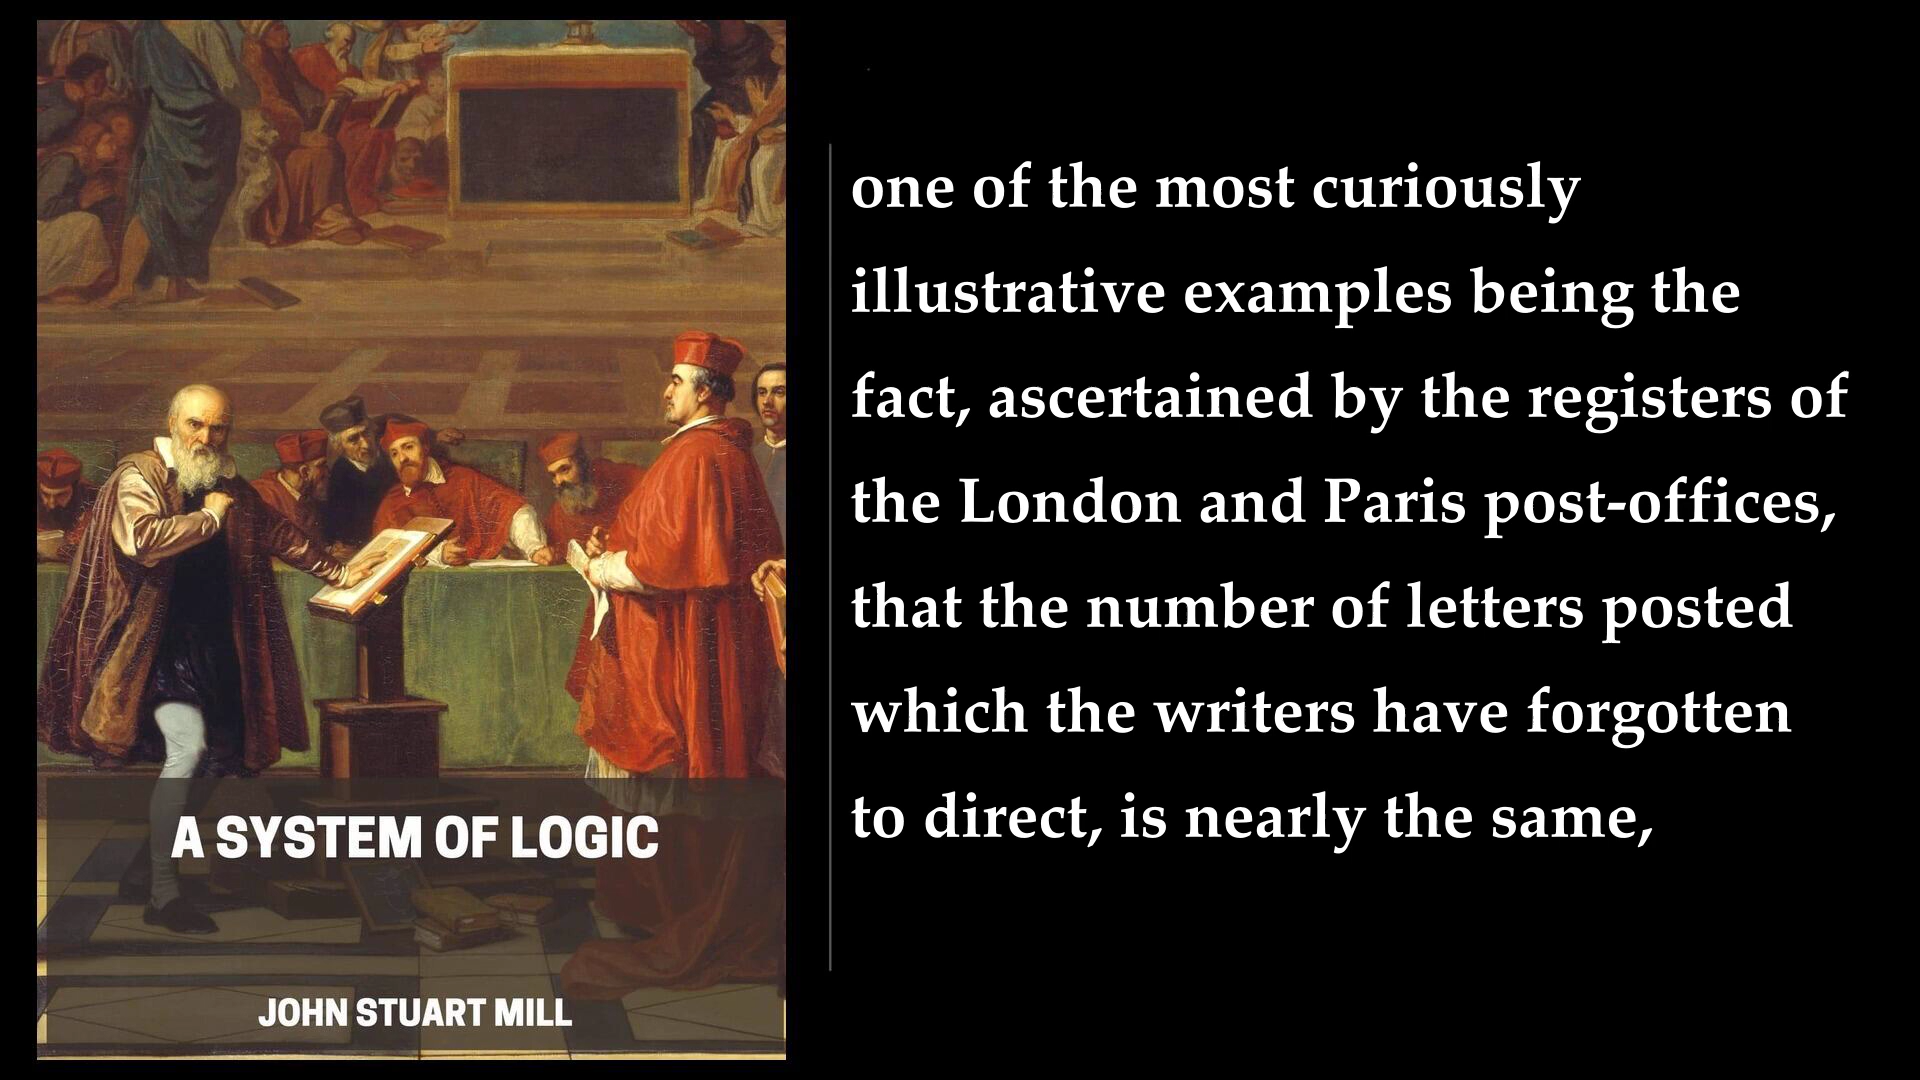 A SYSTEM OF LOGIC
JOHN STUART MILL
one of the most curiously
illustrative examples being the
fact, ascertained by the registers of
the London and Paris post-offices,
that the number of letters posted
which the writers have forgotten
to direct, is nearly the same,